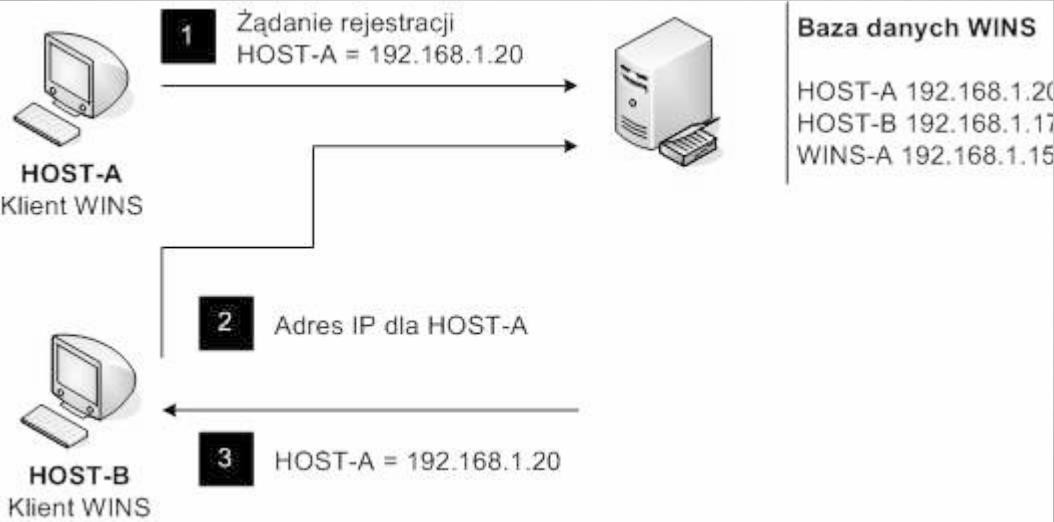 1
Żądanie rejestracji
HOST-A = 192.168.1.20
Baza danych WINS
HOST-A 192.168.1.20
HOST-B 192.168.1.17
WINS-A 192.168.1.15
HOST-A
Klient WINS
2
Adres IP dla HOST-A
3
HOST-A = 192.168.1.20
HOST-B
Klient WINS